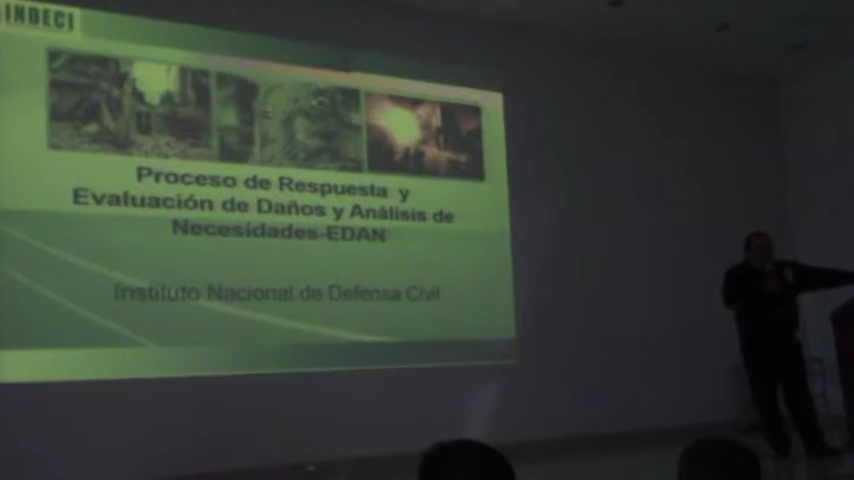 INDECI
Proceso de Respuesta y
Evaluación de Daños y Análisis de
Necesidades-EDAN
Instituto Nacional de Defensa Civil